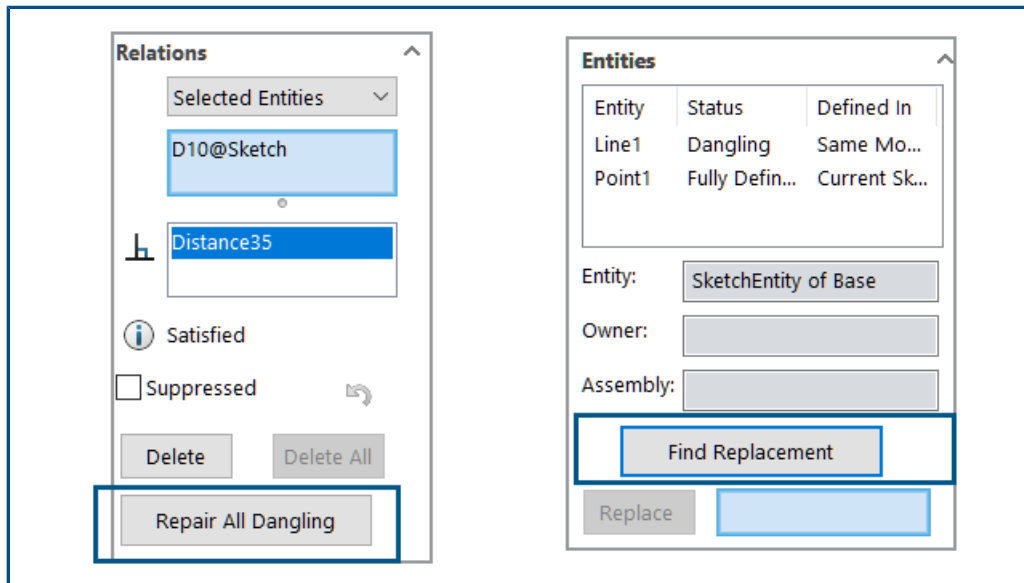 Relations
Selected Entities
D10@Sketch
Distance35
Satisfied
Suppressed
Delete
Delete All
Repair All Dangling
Entities
Entity Status Defined In
Line1 Dangling Same Mo...
Point1 Fully Defin... Current Sk...
Entity: SketchEntity of Base
Owner:
Assembly:
Find Replacement
Replace